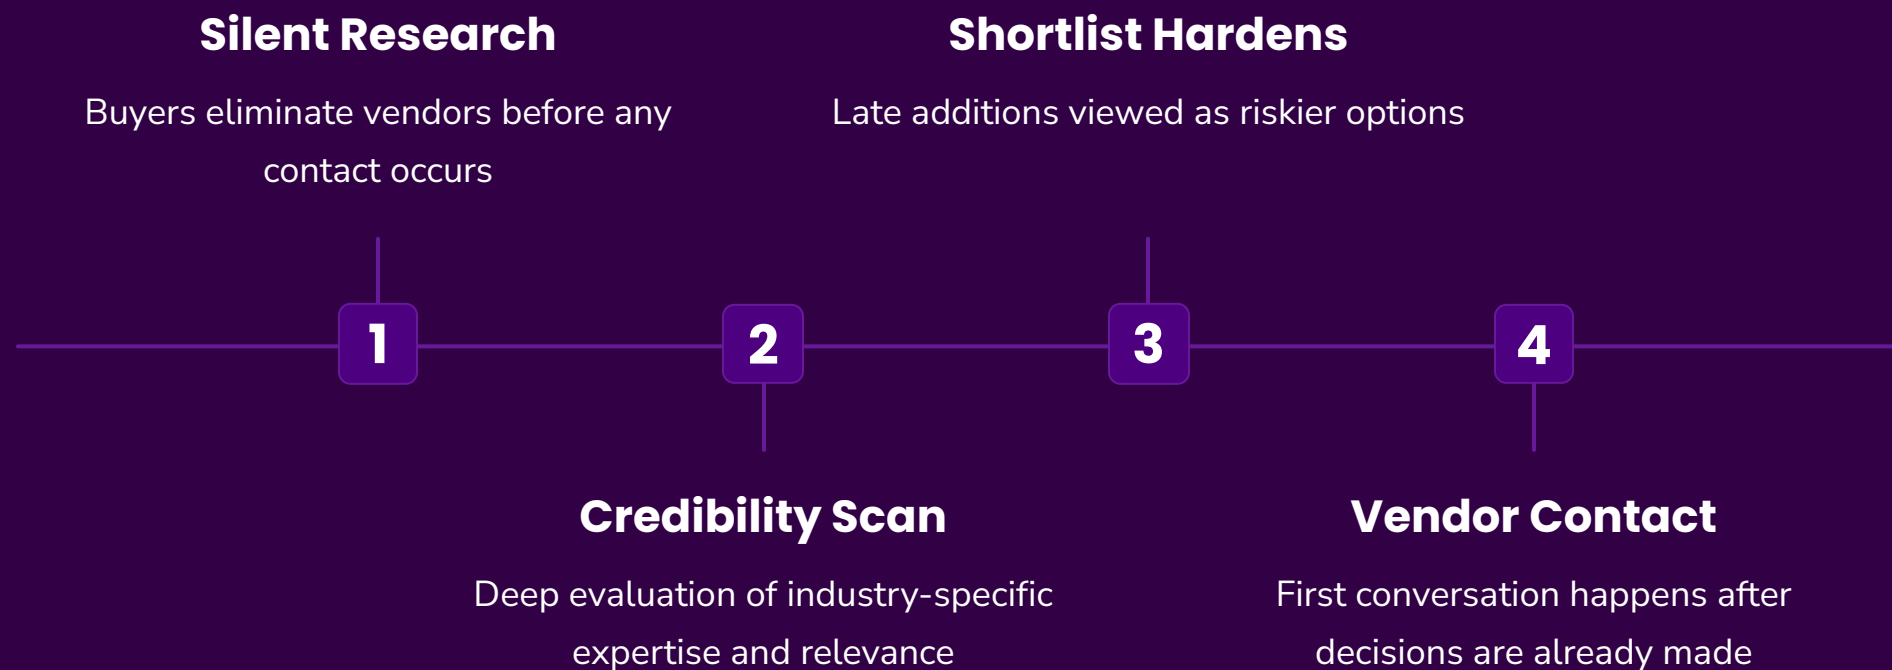 Silent Research
Buyers eliminate vendors before any
contact occurs
Shortlist Hardens
Late additions viewed as riskier options
1
2
3
4
Credibility Scan
Deep evaluation of industry-specific
expertise and relevance
Vendor Contact
First conversation happens after
decisions are already made